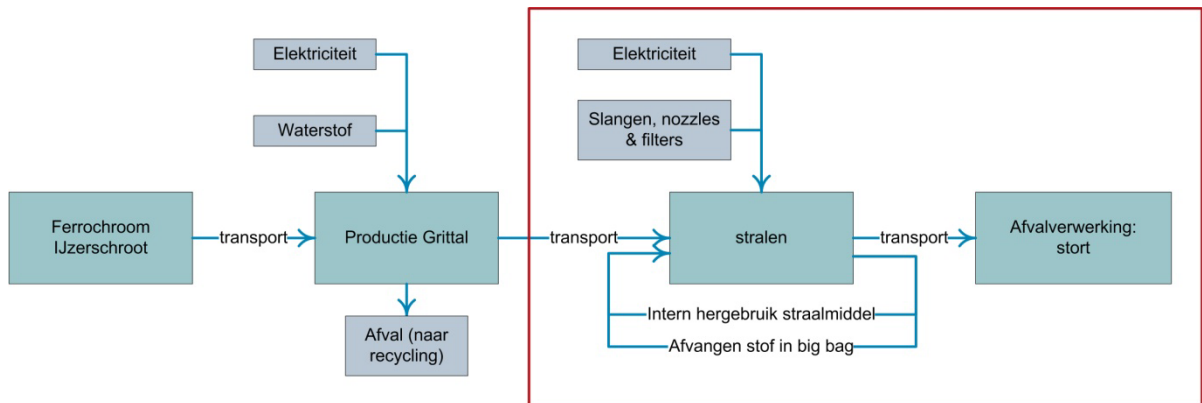 Elektriciteit
Elektriciteit
Waterstof
Slangen, nozzles
& filters
Ferrochroom
IJzerschroot
transport
Productie Grittal
transport
stralen
transport
Afvalverwerking:
stort
Intern hergebruik straalmiddel
Afval (naar
recycling)
Afvangen stof in big bag